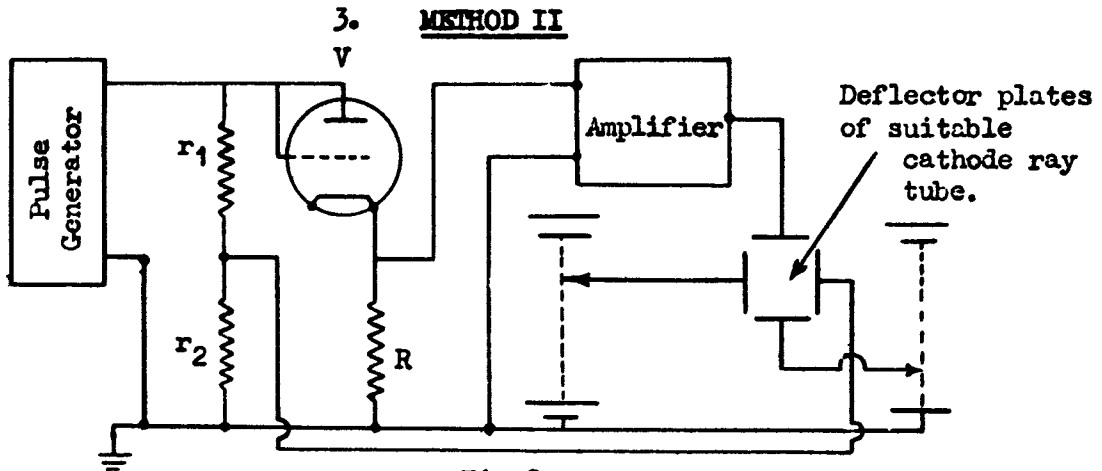 3. METHOD II
V
Pulse
Generator
r1
r2
R
Amplifier
Deflector plates
of suitable
cathode ray
tube.